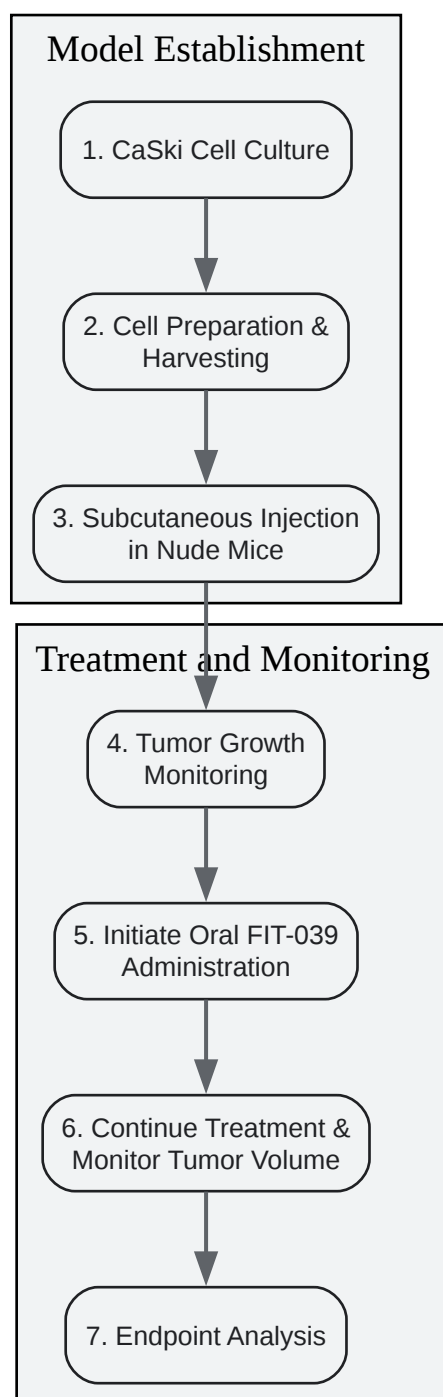 Model Establishment
1. CaSki Cell Culture
2. Cell Preparation &
Harvesting
3. Subcutaneous Injection
in Nude Mice
Treatment and Monitoring
4. Tumor Growth
Monitoring
5. Initiate Oral FIT-039
Administration
6. Continue Treatment &
Monitor Tumor Volume
7. Endpoint Analysis